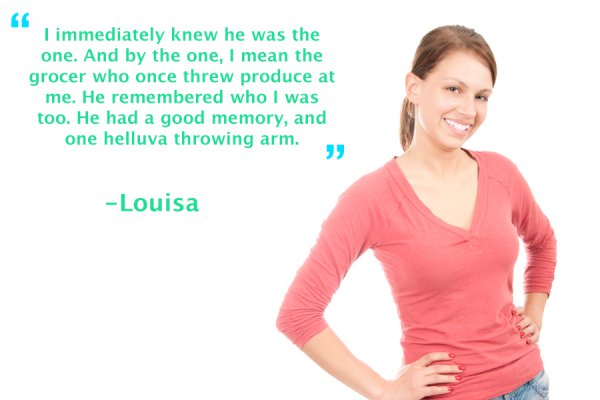 “
I immediately knew he was the
one. And by the one, I mean the
grocer who once threw produce at
me. He remembered who I was
too. He had a good memory, and
one helluva throwing arm.
”
–Louisa